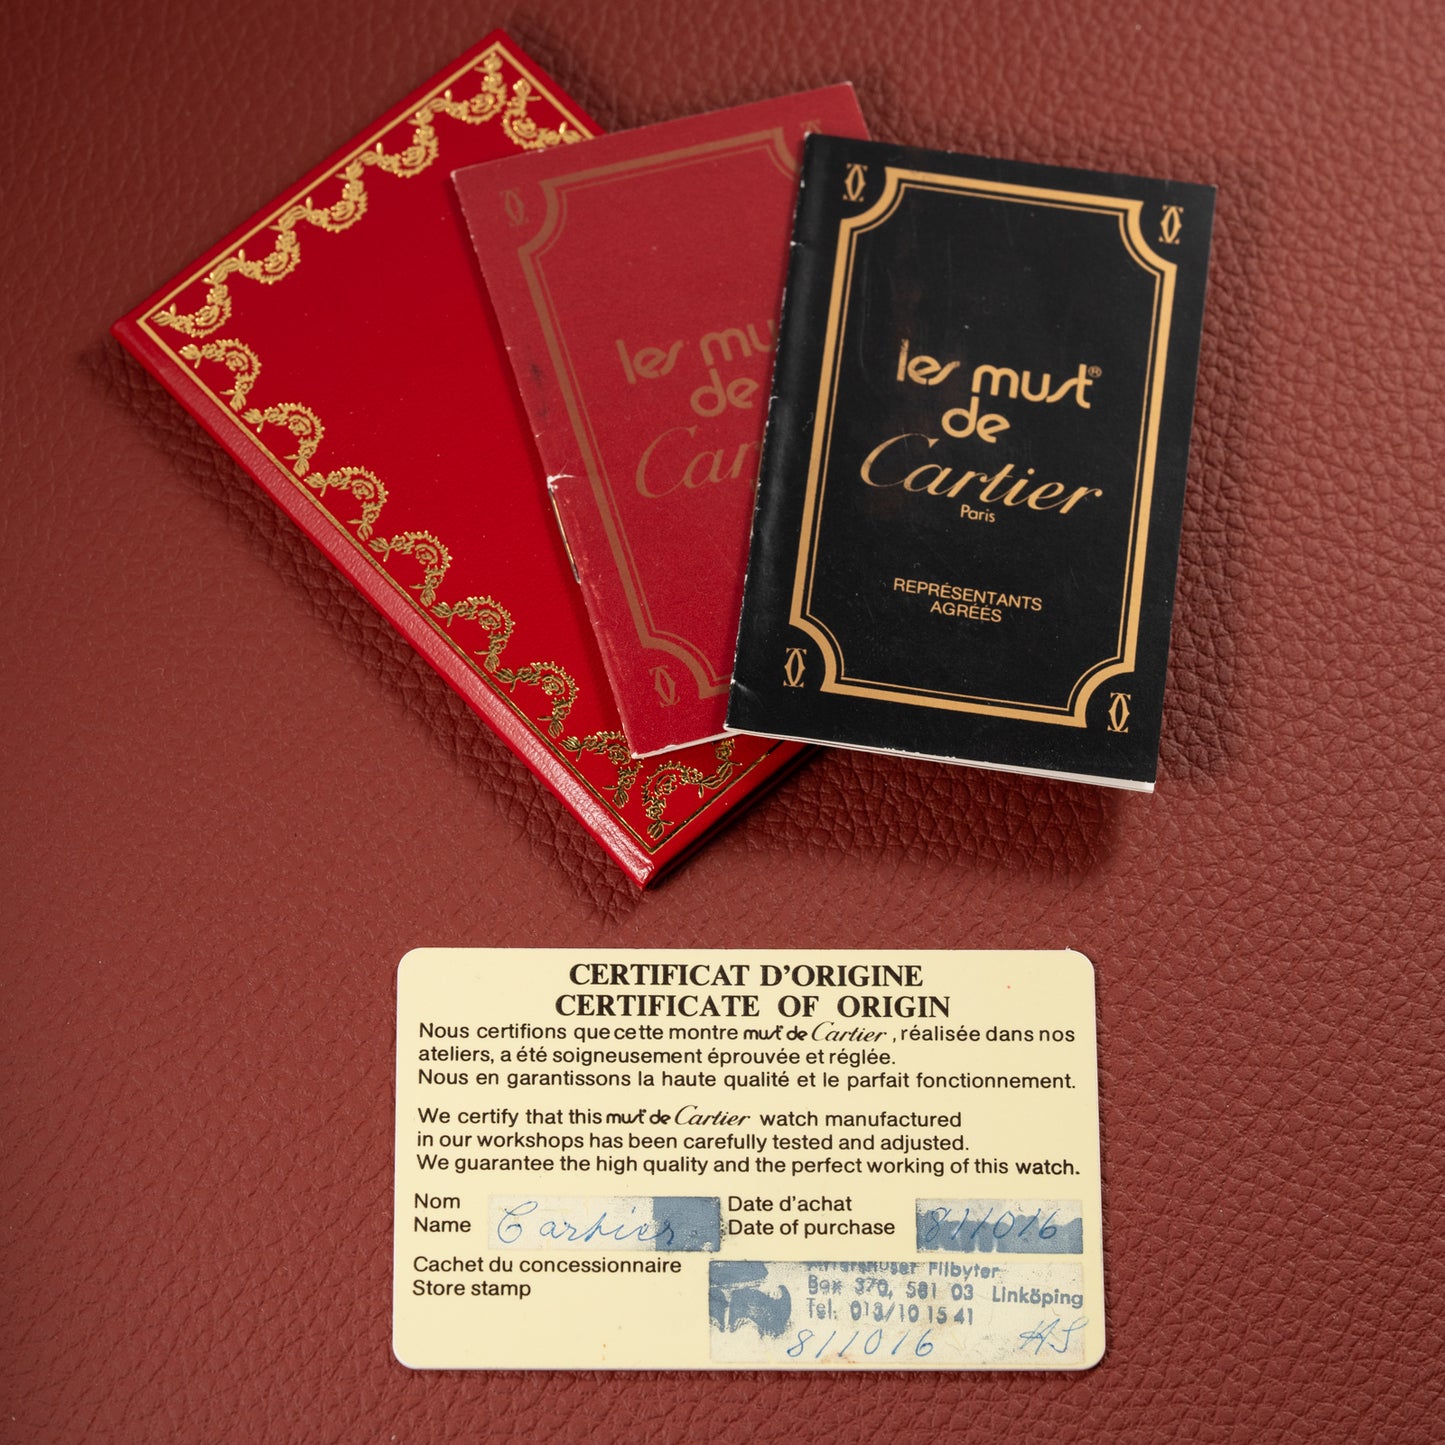 les mu
de
Car
les must®
de
Cartier
Paris
REPRÉSENTANTS
AGRÉÉS
CERTIFICAT D'ORIGINE
CERTIFICATE OF ORIGIN
Nous certifions que cette montre must de Cartier, réalisée dans nos
ateliers, a été soigneusement éprouvée et réglée.
Nous en garantissons la haute qualité et le parfait fonctionnement.
We certify that this must de Cartier watch manufactured
in our workshops has been carefully tested and adjusted.
We guarantee the high quality and the perfect working of this watch.
Nom
Name
Cartier
Date d'achat
Date of purchase
811016
Cachet du concessionnaire
Store stamp
Filbyter
Box 370, 581 03 Linköping
Tel. 013/10 15 41
811016